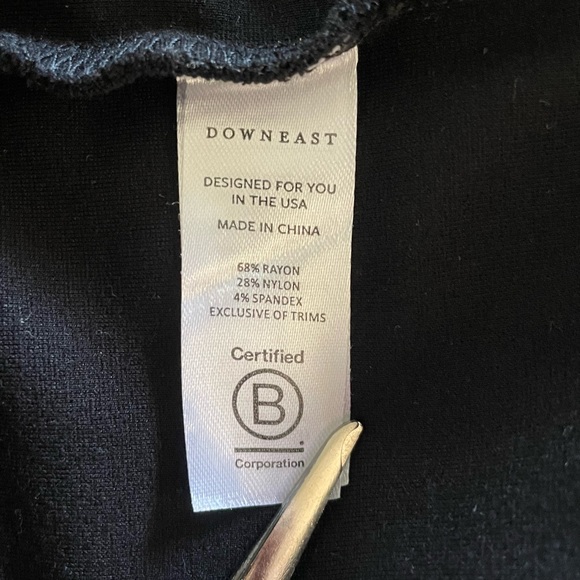 DOWNEAST
DESIGNED FOR YOU
IN THE USA
MADE IN CHINA
68% RAYON
28% NYLON
4% SPANDEX
EXCLUSIVE OF TRIMS
Certified
B
Corporation